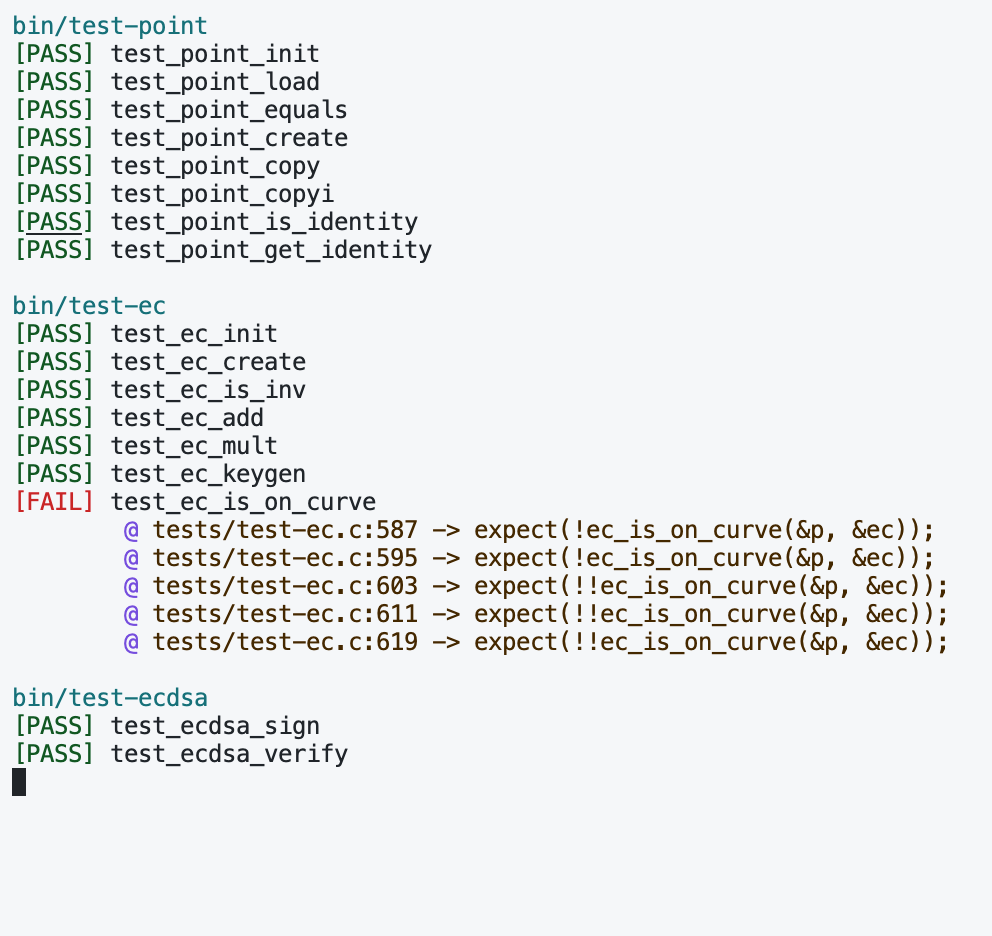 bin/test-point
[PASS] test_point_init
[PASS] test_point_load
[PASS] test_point_equals
[PASS] test_point_create
[PASS] test_point_copy
[PASS] test_point_copyi
[PASS] test_point_is_identity
[PASS] test_point_get_identity

bin/test-ec
[PASS] test_ec_init
[PASS] test_ec_create
[PASS] test_ec_is_inv
[PASS] test_ec_add
[PASS] test_ec_mult
[PASS] test_ec_keygen
[FAIL] test_ec_is_on_curve
        @ tests/test-ec.c:587 -> expect(!ec_is_on_curve(&p, &ec));
        @ tests/test-ec.c:595 -> expect(!ec_is_on_curve(&p, &ec));
        @ tests/test-ec.c:603 -> expect(!!ec_is_on_curve(&p, &ec));
        @ tests/test-ec.c:611 -> expect(!!ec_is_on_curve(&p, &ec));
        @ tests/test-ec.c:619 -> expect(!!ec_is_on_curve(&p, &ec));

bin/test-ecdsa
[PASS] test_ecdsa_sign
[PASS] test_ecdsa_verify